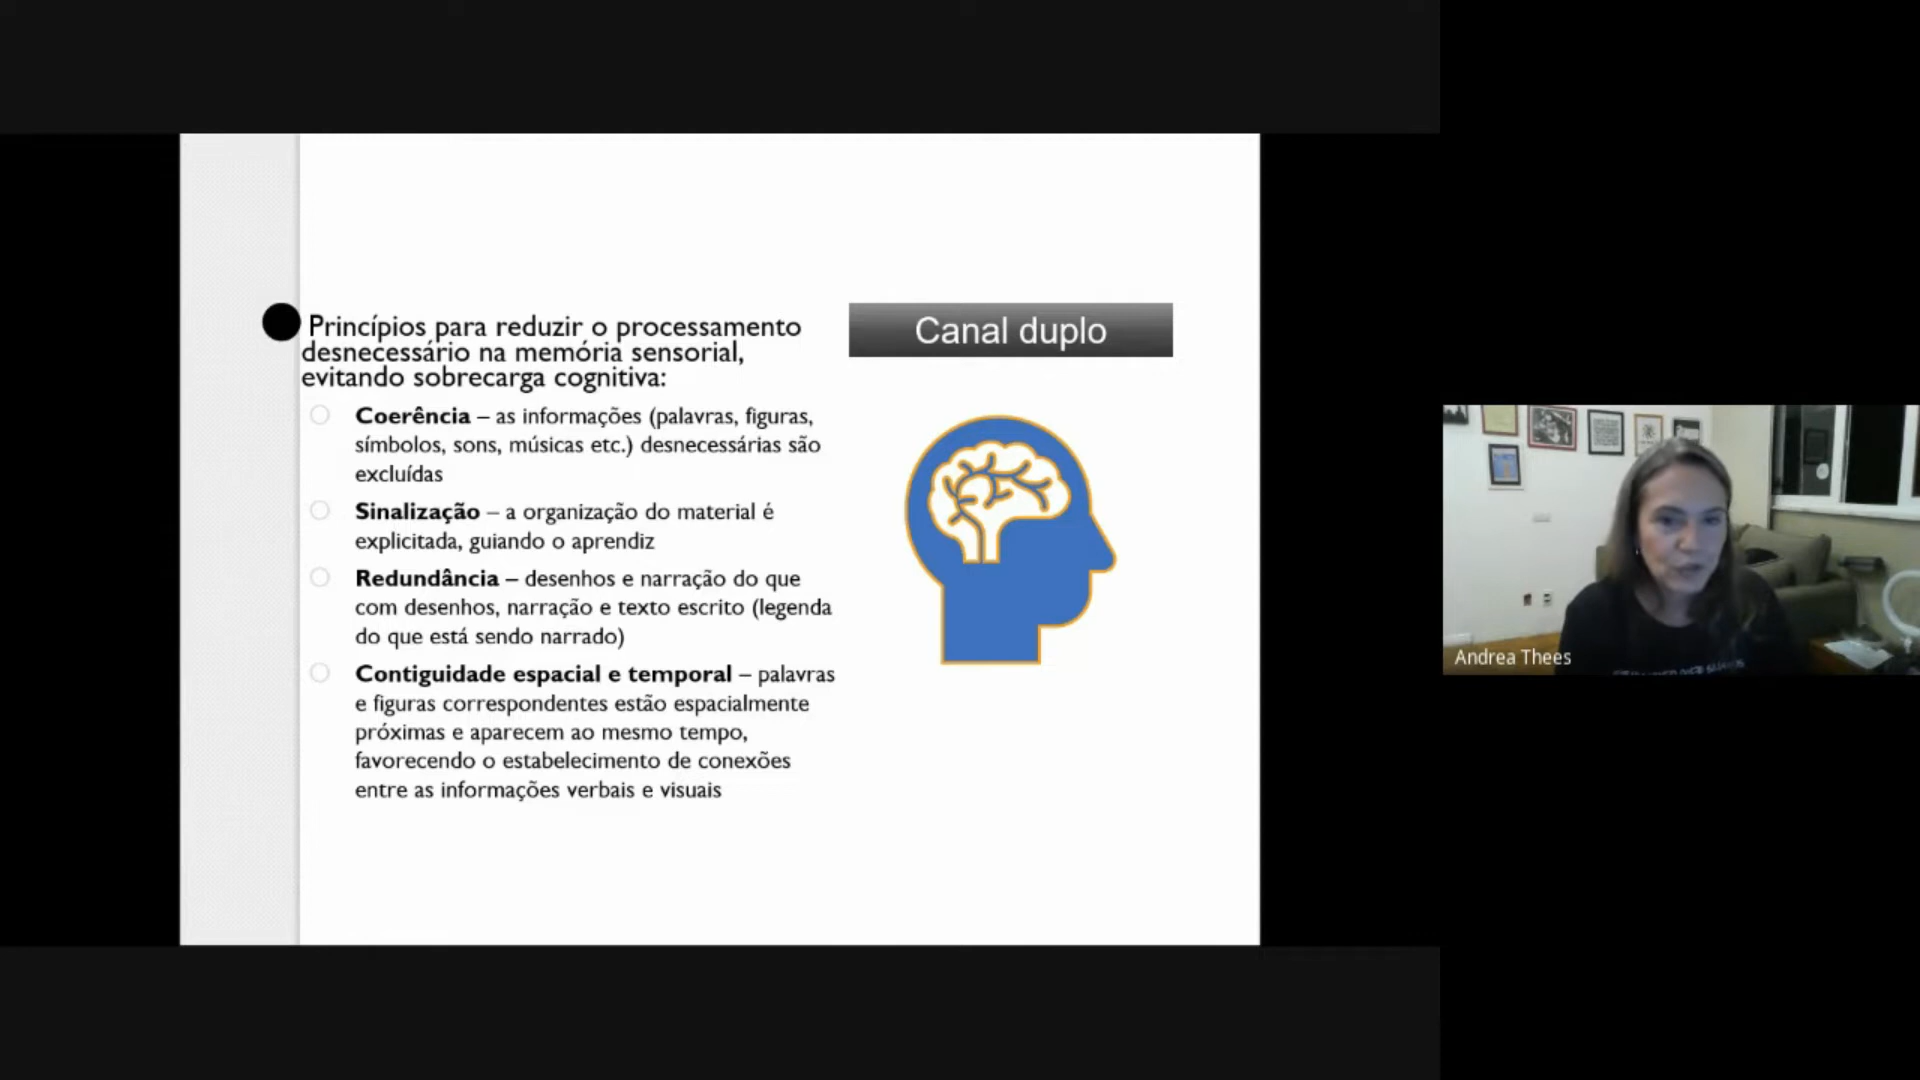 Princípios para reduzir o processamento
desnecessário na memória sensorial,
evitando sobrecarga cognitiva:
Coerência – as informações (palavras, figuras,
símbolos, sons, músicas etc.) desnecessárias são
excluídas
Sinalização – a organização do material é
explicitada, guiando o aprendiz
Redundância – desenhos e narração do que
com desenhos, narração e texto escrito (legenda
do que está sendo narrado)
Contiguidade espacial e temporal – palavras
e figuras correspondentes estão espacialmente
próximas e aparecem ao mesmo tempo,
favorecendo o estabelecimento de conexões
entre as informações verbais e visuais
Canal duplo
Andrea Thees